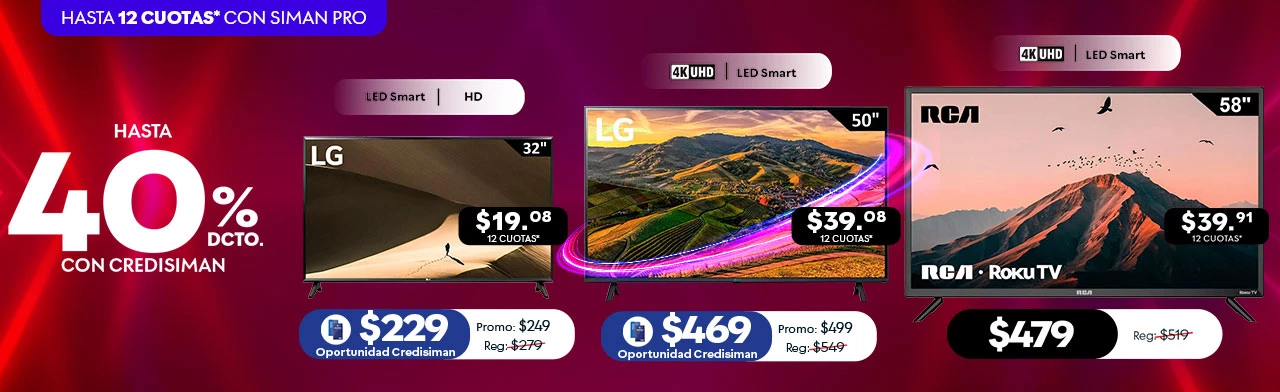 HASTA 12 CUOTAS* CON SIMAN PRO
HASTA
40%
DCTO.
CON CREDISIMAN
LED Smart | HD
LG
32"
$19.08
12 CUOTAS*
$229
Oportunidad Credisiman
Promo: $249
Reg: $279
4K UHD | LED Smart
LG
50"
$39.08
12 CUOTAS*
$469
Oportunidad Credisiman
Promo: $499
Reg: $549
4K UHD | LED Smart
RCA
58"
$39.91
12 CUOTAS*
RCA · Roku TV
RCA
Roku TV
$479
Reg: $519